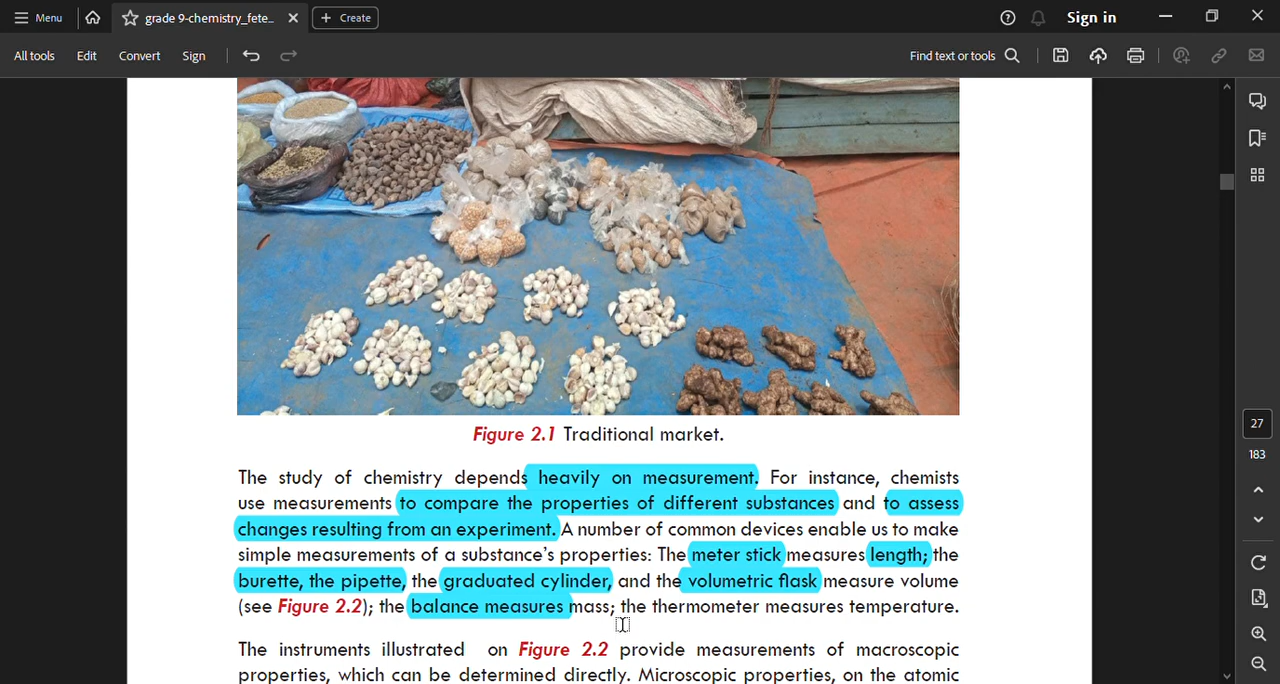 Menu
grade 9-chemistry_fete...
Create
Sign in
All tools
Edit
Convert
Sign
Find text or tools
Figure 2.1 Traditional market.
The study of chemistry depends heavily on measurement. For instance, chemists
use measurements to compare the properties of different substances and to assess
changes resulting from an experiment. A number of common devices enable us to make
simple measurements of a substance's properties: The meter stick measures length; the
burette, the pipette, the graduated cylinder, and the volumetric flask measure volume
(see Figure 2.2); the balance measures mass; the thermometer measures temperature.
The instruments illustrated on Figure 2.2 provide measurements of macroscopic
properties, which can be determined directly. Microscopic properties, on the atomic
27
183